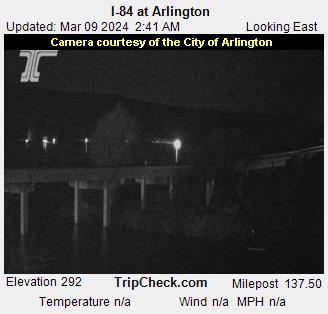 I-84 at Arlington
Updated: Mar 09 2024 2:41 AM Looking East
Camera courtesy of the City of Arlington
Elevation 292 TripCheck.com Milepost 137.50
Temperature n/a Wind n/a MPH n/a